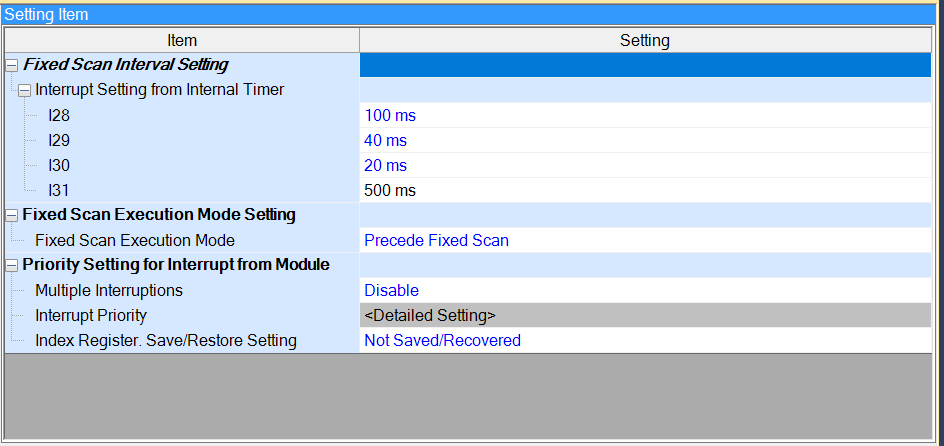 Setting Item
Item Setting
Fixed Scan Interval Setting
Interrupt Setting from Internal Timer
I28 100 ms
I29 40 ms
I30 20 ms
I31 500 ms
Fixed Scan Execution Mode Setting
Fixed Scan Execution Mode Precede Fixed Scan
Priority Setting for Interrupt from Module
Multiple Interruptions Disable
Interrupt Priority <Detailed Setting>
Index Register. Save/Restore Setting Not Saved/Recovered